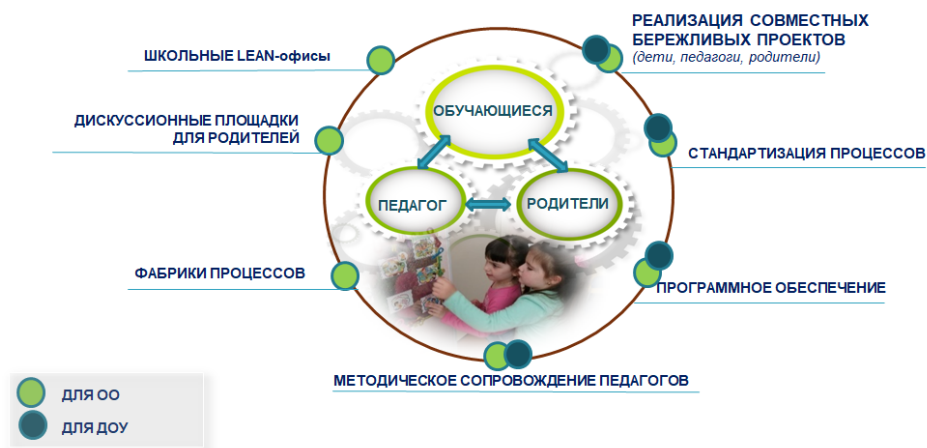 РЕАЛИЗАЦИЯ СОВМЕСТНЫХ
БЕРЕЖЛИВЫХ ПРОЕКТОВ
(дети, педагоги, родители)
ШКОЛЬНЫЕ LEAN-офисы
ОБУЧАЮЩИЕСЯ
ДИСКУССИОННЫЕ ПЛОЩАДКИ
ДЛЯ РОДИТЕЛЕЙ
СТАНДАРТИЗАЦИЯ ПРОЦЕССОВ
ПЕДАГОГ
РОДИТЕЛИ
ФАБРИКИ ПРОЦЕССОВ
ПРОГРАММНОЕ ОБЕСПЕЧЕНИЕ
МЕТОДИЧЕСКОЕ СОПРОВОЖДЕНИЕ ПЕДАГОГОВ
ДЛЯ ОО
ДЛЯ ДОУ